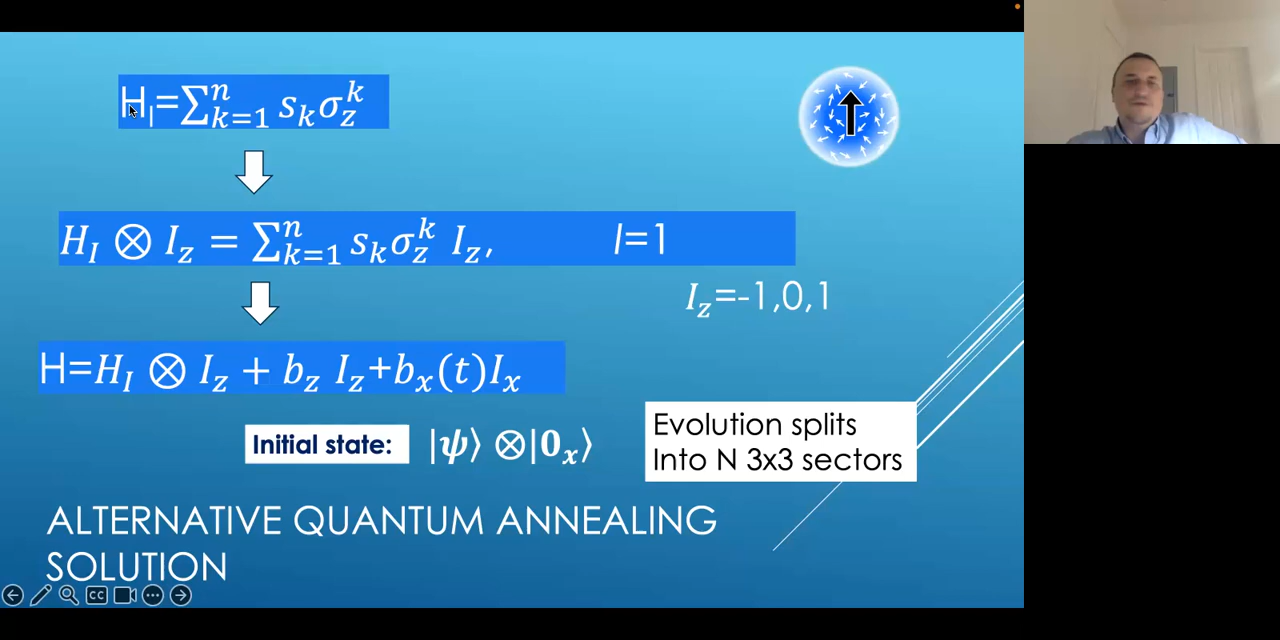 H_I=∑_{k=1}^{n} s_k σ_z^k
H_I ⊗ I_z = ∑_{k=1}^{n} s_k σ_z^k I_z, I=1
I_z=-1,0,1
H=H_I ⊗ I_z + b_z I_z+b_x(t)I_x
Initial state: |ψ⟩ ⊗|0_x⟩
Evolution splits
Into N 3x3 sectors
ALTERNATIVE QUANTUM ANNEALING
SOLUTION
CC